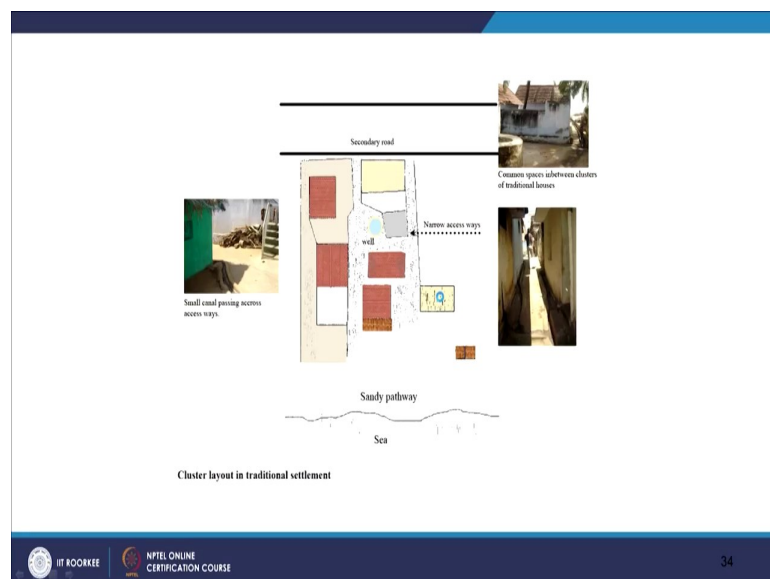 Secondary road
Common spaces inbetween clusters
of traditional houses
Narrow access ways
well
Small canal passing accross
access ways.
Sandy pathway
Sea
Cluster layout in traditional settlement
IIT ROORKEE
NPTEL ONLINE
CERTIFICATION COURSE
34